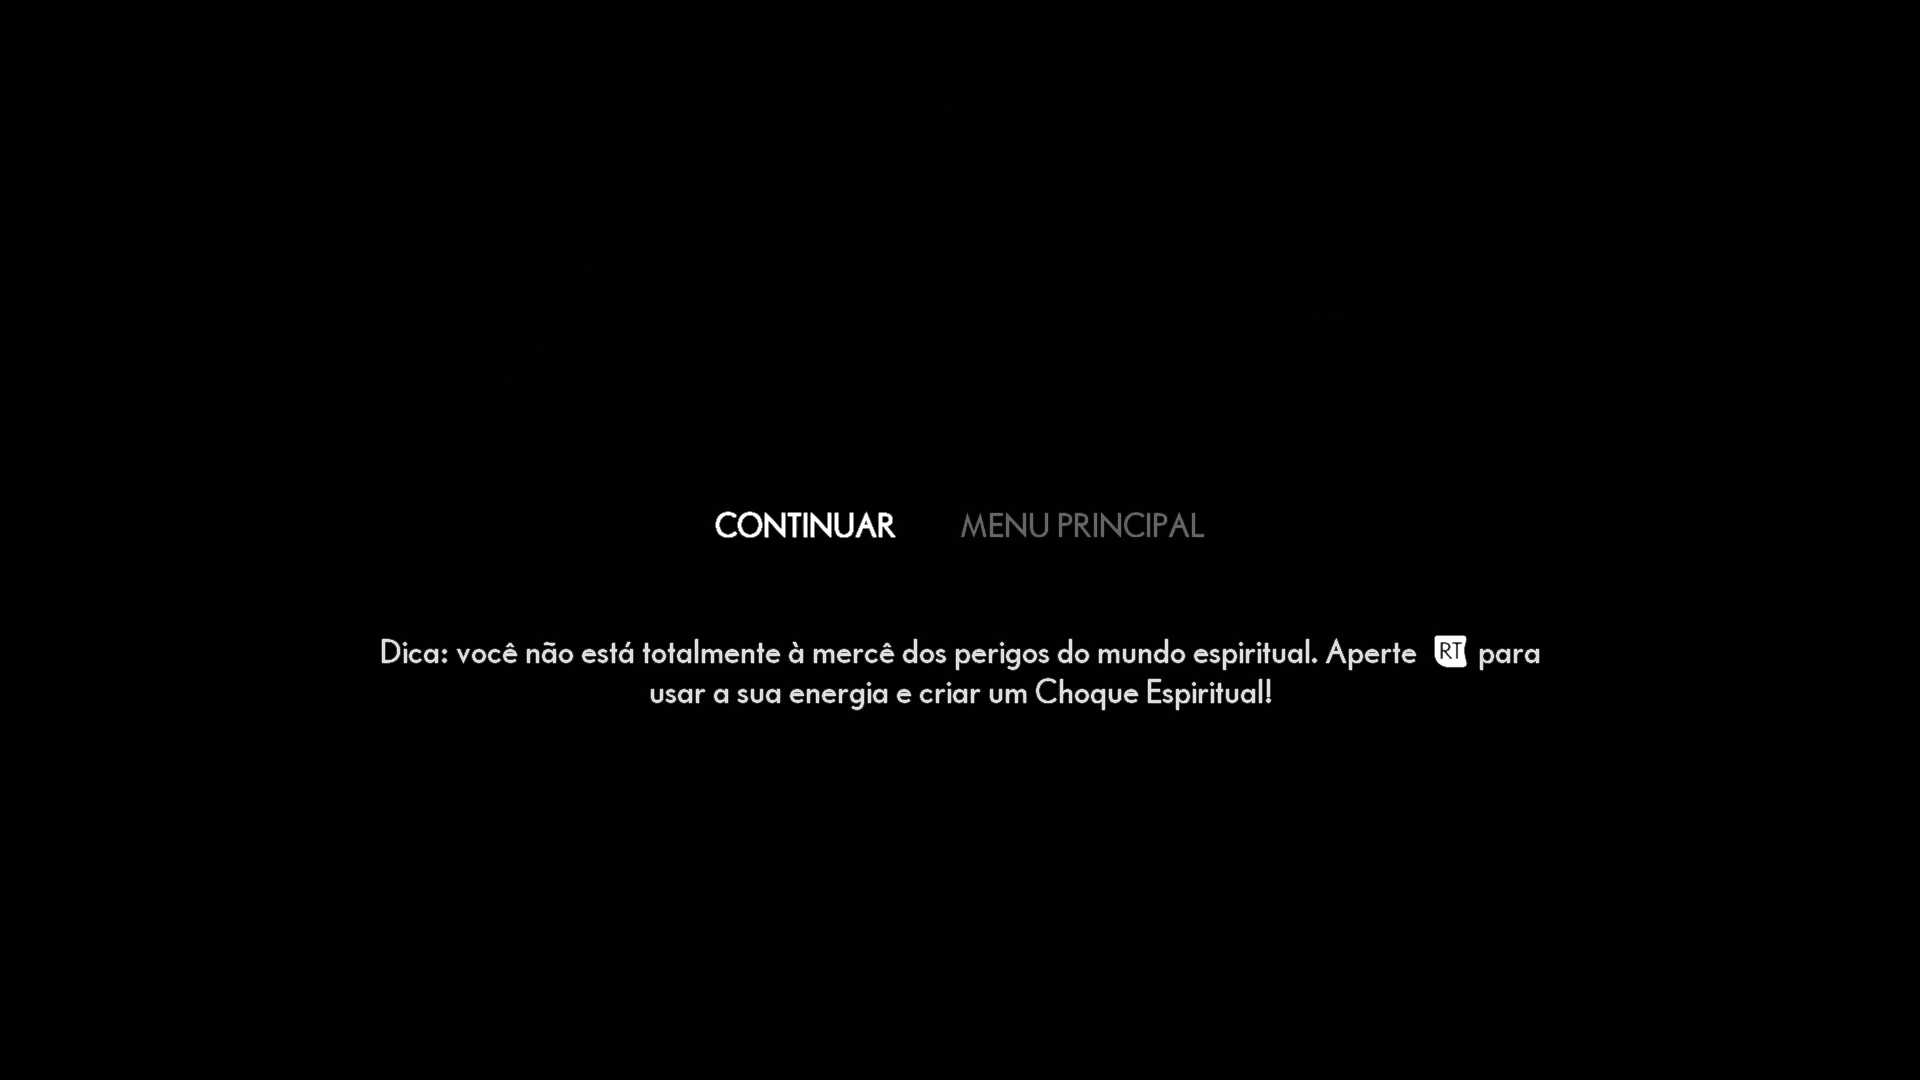 CONTINUAR MENU PRINCIPAL
Dica: você não está totalmente à mercê dos perigos do mundo espiritual. Aperte RT para
usar a sua energia e criar um Choque Espiritual!